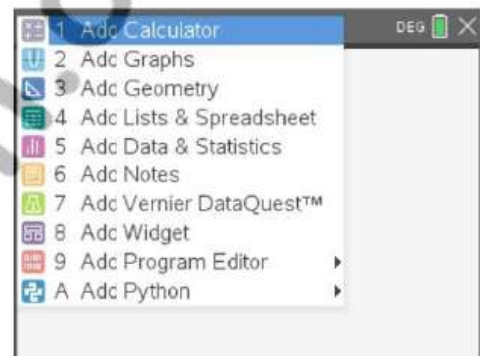 DEG
1 Add Calculator
2 Add Graphs
3 Add Geometry
4 Add Lists & Spreadsheet
5 Add Data & Statistics
6 Add Notes
7 Add Vernier DataQuest™
8 Add Widget
9 Add Program Editor
A Add Python